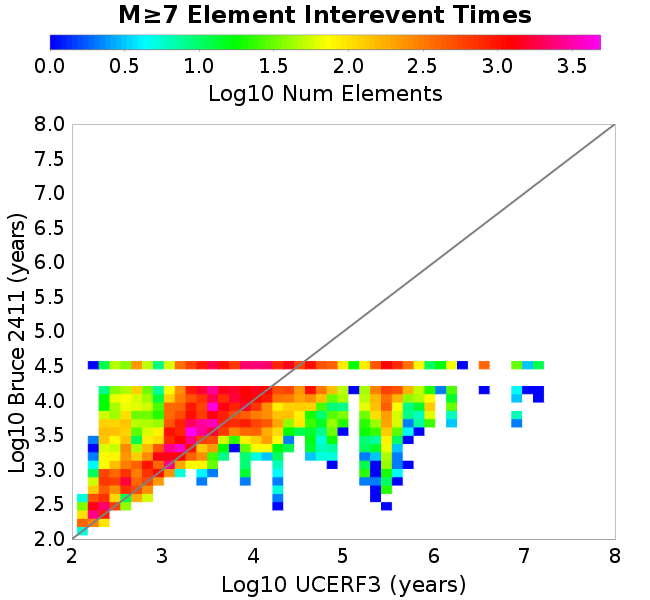 M≥7 Element Interevent Times
0.0 0.5 1.0 1.5 2.0 2.5 3.0 3.5
Log10 Num Elements
8.0
7.5
7.0
6.5
6.0
5.5
5.0
4.5
4.0
3.5
3.0
2.5
2.0
Log10 Bruce 2411 (years)
2 3 4 5 6 7 8
Log10 UCERF3 (years)